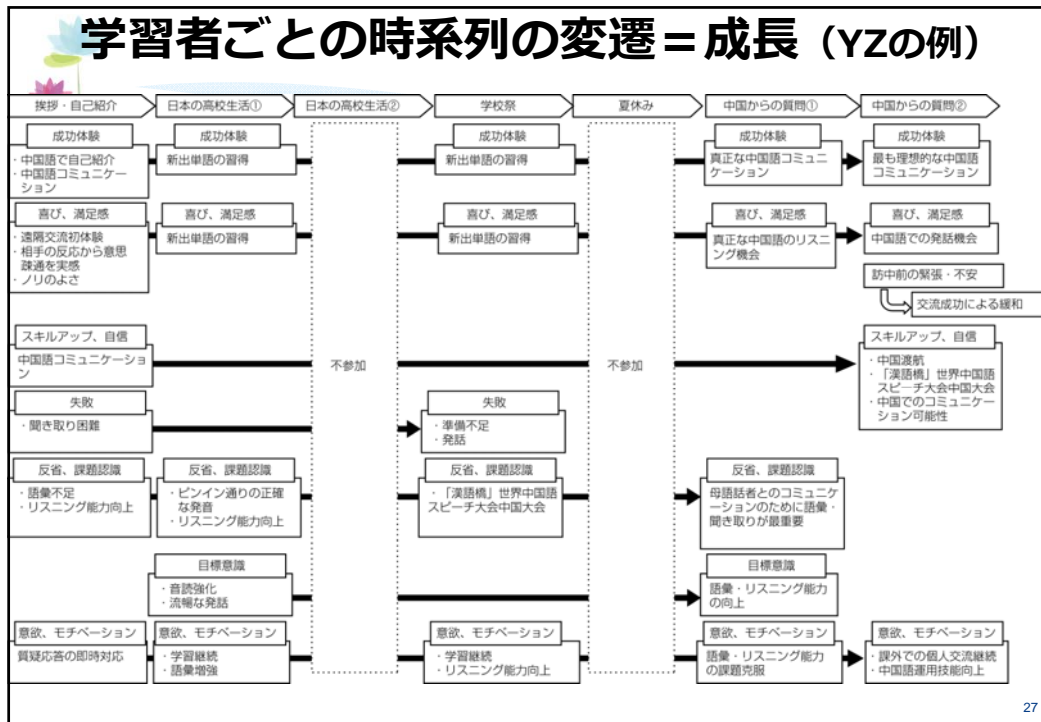 学習者ごとの時系列の変遷＝成長（YZの例）
挨拶・自己紹介
日本の高校生活①
日本の高校生活②
学校祭
夏休み
中国からの質問①
中国からの質問②
成功体験
・中国語で自己紹介
・中国語コミュニケー
ション
成功体験
新出単語の習得
成功体験
新出単語の習得
成功体験
真正な中国語コミュニ
ケーション
成功体験
最も理想的な中国語
コミュニケーション
喜び、満足感
・遠隔交流初体験
・相手の反応から意思
疎通を実感
・ノリのよさ
喜び、満足感
新出単語の習得
喜び、満足感
新出単語の習得
喜び、満足感
真正な中国語のリスニ
ング機会
喜び、満足感
中国語での発話機会
訪中前の緊張・不安
交流成功による緩和
スキルアップ、自信
中国語コミュニケーショ
ン
不参加
不参加
スキルアップ、自信
・中国渡航
・「漢語橋」世界中国語
スピーチ大会中国大会
・中国でのコミュニケー
ション可能性
失敗
・聞き取り困難
失敗
・準備不足
・発話
反省、課題認識
・語彙不足
・リスニング能力向上
反省、課題認識
・ピンイン通りの正確
な発音
・リスニング能力向上
反省、課題認識
・「漢語橋」世界中国語
スピーチ大会中国大会
反省、課題認識
母語話者とのコミュニケ
ーションのために語彙・
聞き取りが最重要
目標意識
・音読強化
・流暢な発話
目標意識
語彙・リスニング能力
の向上
意欲、モチベーション
質疑応答の即時対応
意欲、モチベーション
・学習継続
・語彙増強
意欲、モチベーション
・学習継続
・リスニング能力向上
意欲、モチベーション
語彙・リスニング能力
の課題克服
意欲、モチベーション
・課外での個人交流継続
・中国語運用技能向上
27